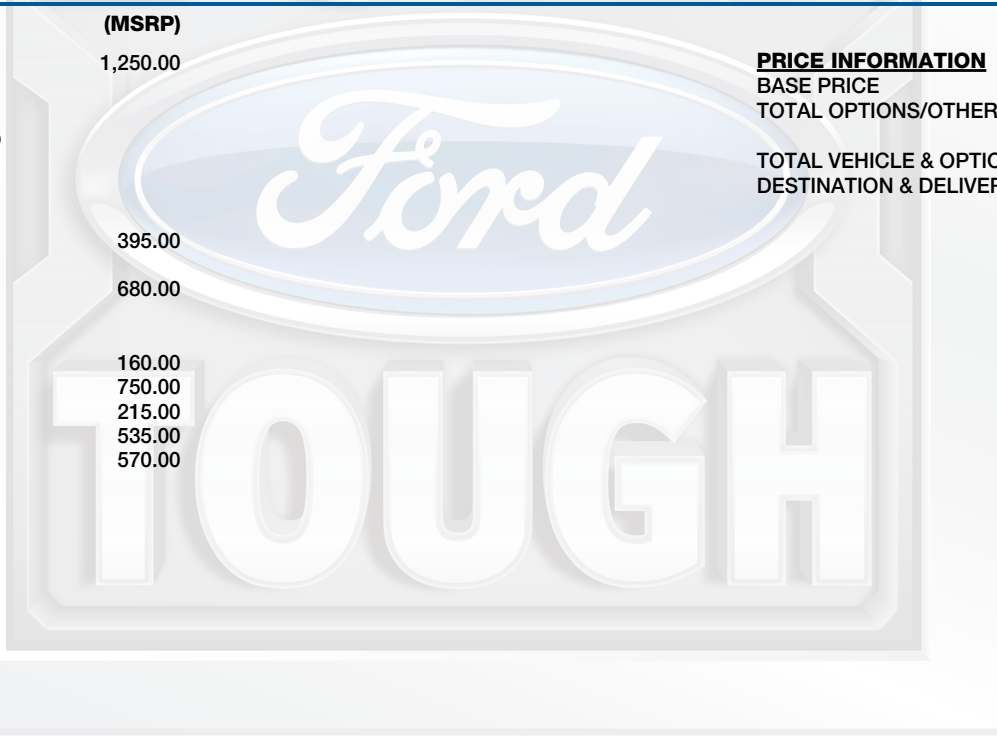 (MSRP)
1,250.00
395.00
680.00
160.00
750.00
215.00
535.00
570.00
PRICE INFORMATION
BASE PRICE
TOTAL OPTIONS/OTHER
TOTAL VEHICLE & OPTIO
DESTINATION & DELIVER
Ford
TOUGH